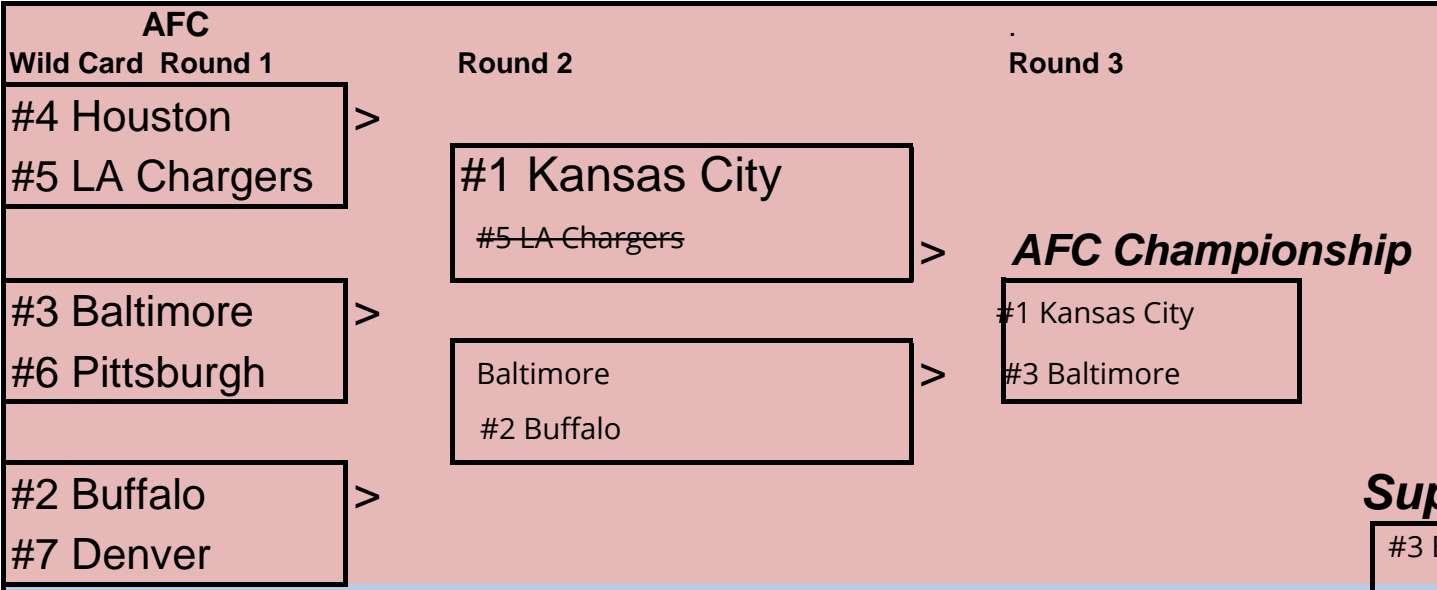 AFC
.
Wild Card  Round 1
Round 2
Round 3
#4 Houston
>
#5 LA Chargers
#1 Kansas City
#5 LA Chargers
>
AFC Championship
#3 Baltimore
>
#6 Pittsburgh
Baltimore
#2 Buffalo
>
#1 Kansas City
#3 Baltimore
#2 Buffalo
>
#7 Denver
#3